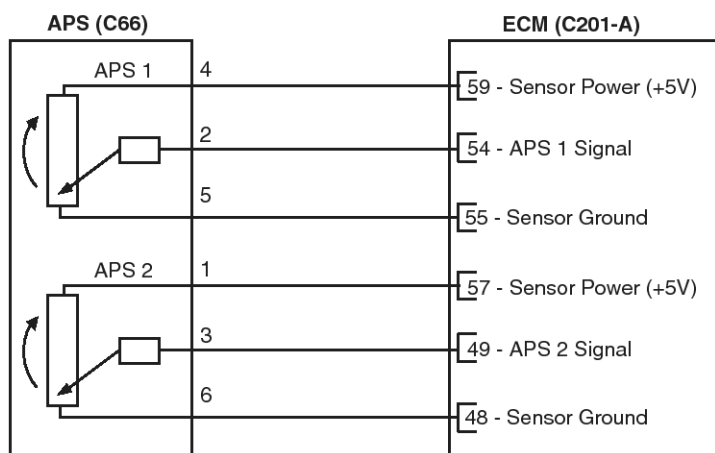 APS (C66)
ECM (C201-A)
APS 1
4
59 - Sensor Power (+5V)
2
54 - APS 1 Signal
5
55 - Sensor Ground
APS 2
1
57 - Sensor Power (+5V)
3
49 - APS 2 Signal
6
48 - Sensor Ground